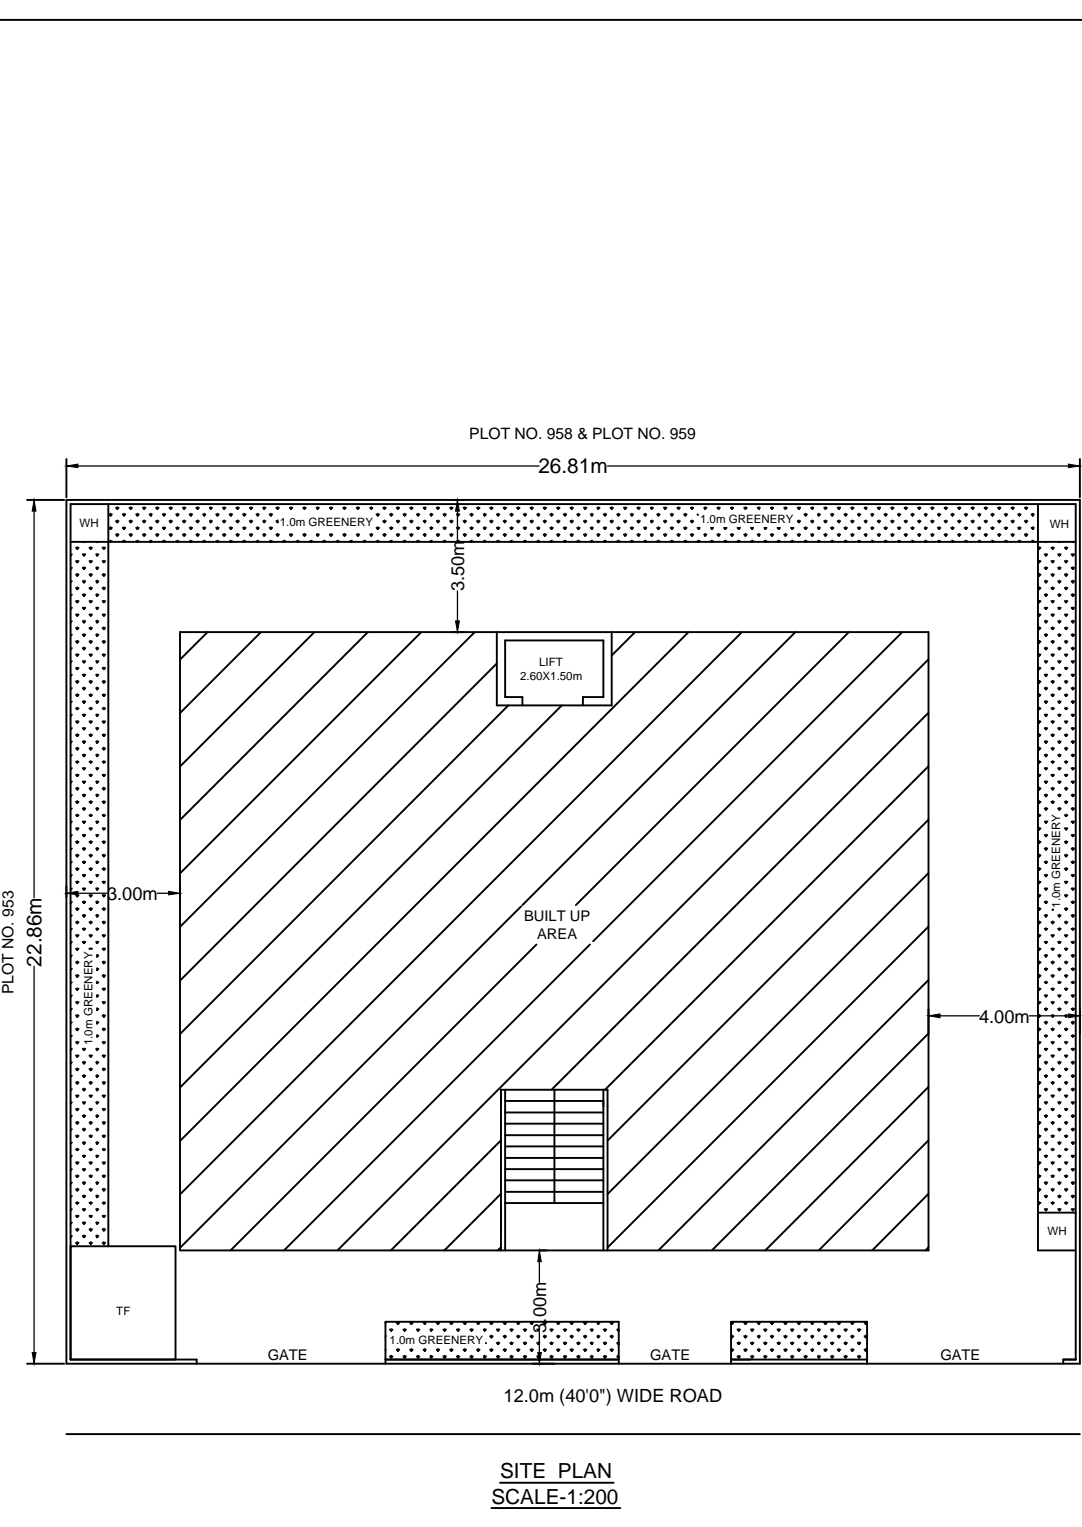 PLOT NO. 958 & PLOT NO. 959
26.81m
WH
1.0m GREENERY
1.0m GREENERY
WH
3.50m
LIFT
2.60X1.50m
1.0m GREENERY
3.00m
PLOT NO. 953
22.86m
BUILT UP
AREA
1.0m GREENERY
4.00m
WH
TF
3.00m
1.0m GREENERY
GATE
GATE
GATE
12.0m (40'0") WIDE ROAD
SITE PLAN
SCALE-1:200